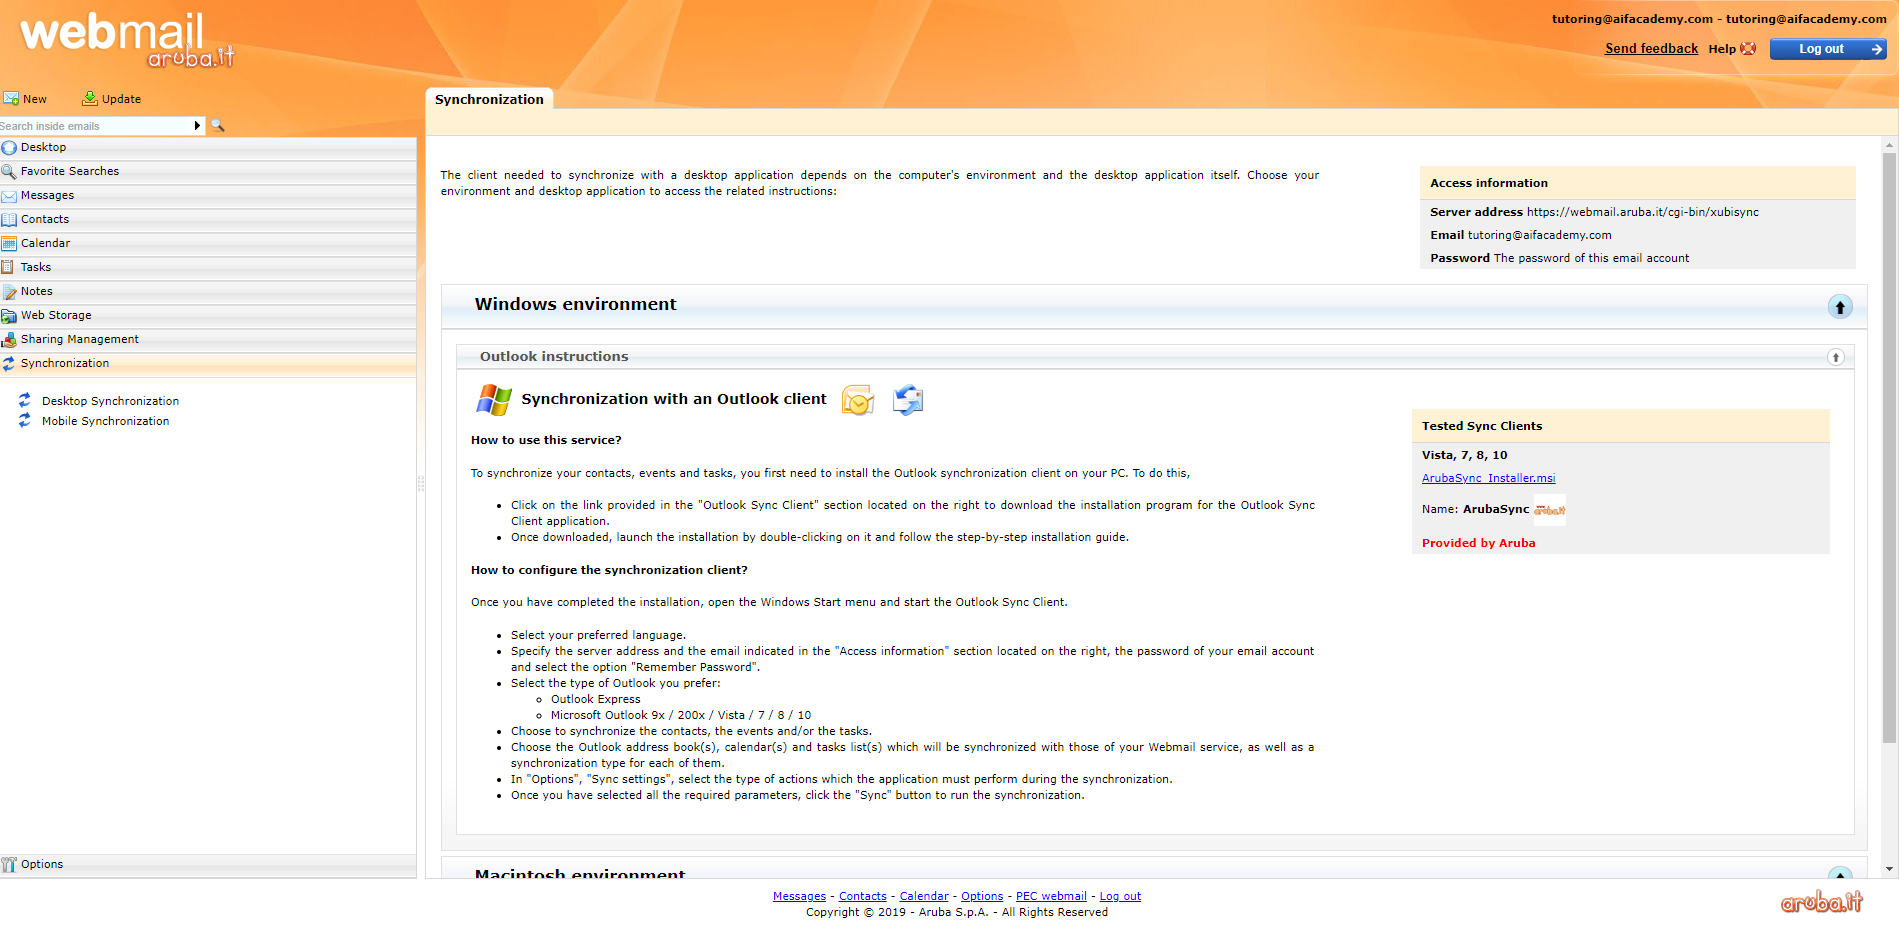 webmail
aruba.it
tutoring@aifacademy.com - tutoring@aifacademy.com
Send feedback Help Log out
New Update
Search inside emails
Desktop
Favorite Searches
Messages
Contacts
Calendar
Tasks
Notes
Web Storage
Sharing Management
Synchronization
Desktop Synchronization
Mobile Synchronization
Options
Synchronization
The client needed to synchronize with a desktop application depends on the computer's environment and the desktop application itself. Choose your
environment and desktop application to access the related instructions:
Access information
Server address https://webmail.aruba.it/cgi-bin/xubisync
Email tutoring@aifacademy.com
Password The password of this email account
Windows environment
Outlook instructions
Synchronization with an Outlook client
How to use this service?
To synchronize your contacts, events and tasks, you first need to install the Outlook synchronization client on your PC. To do this,
• Click on the link provided in the "Outlook Sync Client" section located on the right to download the installation program for the Outlook Sync
Client application.
• Once downloaded, launch the installation by double-clicking on it and follow the step-by-step installation guide.
How to configure the synchronization client?
Once you have completed the installation, open the Windows Start menu and start the Outlook Sync Client.
• Select your preferred language.
• Specify the server address and the email indicated in the "Access information" section located on the right, the password of your email account
and select the option "Remember Password".
• Select the type of Outlook you prefer:
◦ Outlook Express
◦ Microsoft Outlook 9x / 200x / Vista / 7 / 8 / 10
• Choose to synchronize the contacts, the events and/or the tasks.
• Choose the Outlook address book(s), calendar(s) and tasks list(s) which will be synchronized with those of your Webmail service, as well as a
synchronization type for each of them.
• In "Options", "Sync settings", select the type of actions which the application must perform during the synchronization.
• Once you have selected all the required parameters, click the "Sync" button to run the synchronization.
Tested Sync Clients
Vista, 7, 8, 10
ArubaSync_Installer.msi
Name: ArubaSync aruba.it
Provided by Aruba
Macintosh environment
Messages - Contacts - Calendar - Options - PEC webmail - Log out
Copyright © 2019 - Aruba S.p.A. - All Rights Reserved
aruba.it